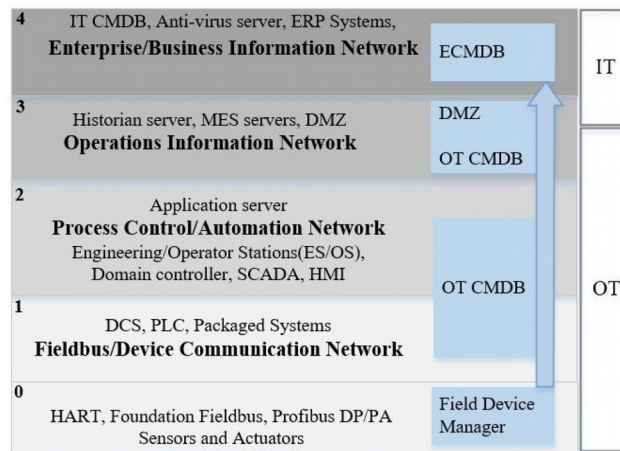 4
IT CMDB, Anti-virus server, ERP Systems,
Enterprise/Business Information Network
ECMDB
IT
3
Historian server, MES servers, DMZ
Operations Information Network
DMZ
OT CMDB
2
Application server
Process Control/Automation Network
Engineering/Operator Stations(ES/OS),
Domain controller, SCADA, HMI
OT CMDB
OT
1
DCS, PLC, Packaged Systems
Fieldbus/Device Communication Network
0
HART, Foundation Fieldbus, Profibus DP/PA
Sensors and Actuators
Field Device
Manager